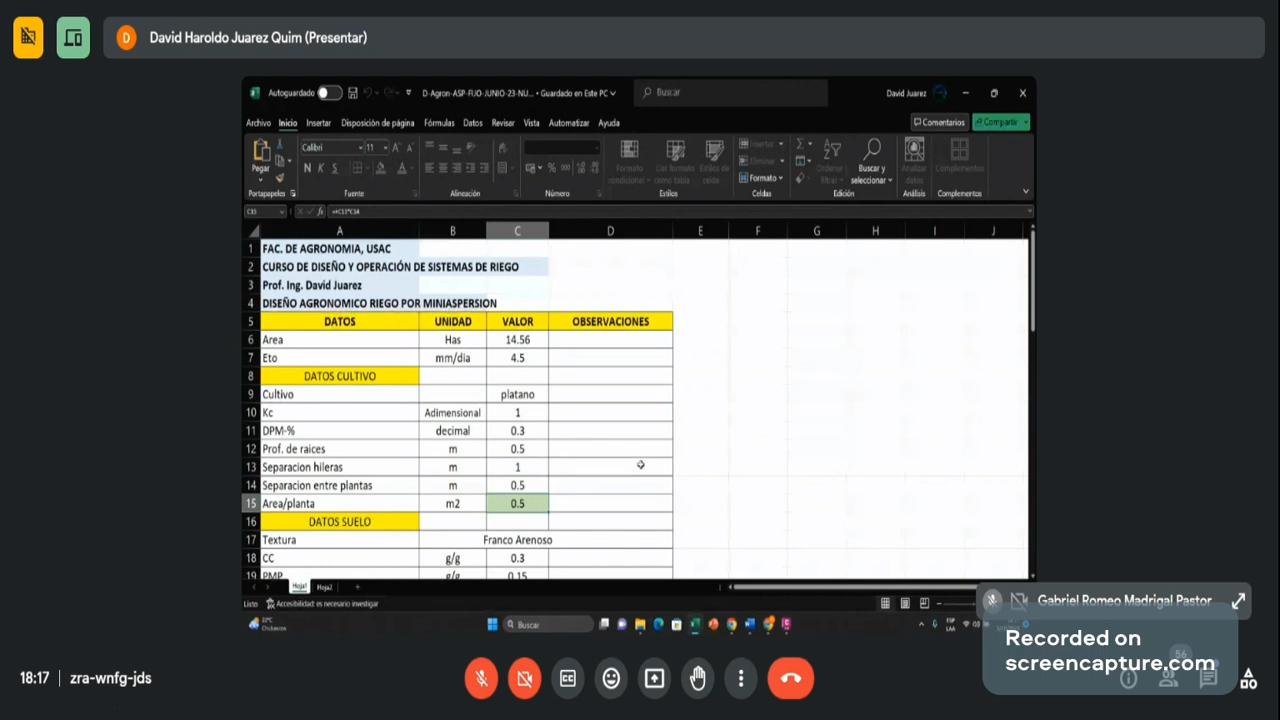 D David Haroldo Juarez Quim (Presentar)
Autoguardado D-Agron-ASP-FIJO-JUNIO-23-NU... • Guardado en Este PC Buscar David Juarez
Archivo Inicio Insertar Disposición de página Fórmulas Datos Revisar Vista Automatizar Ayuda Comentarios Compartir
Calibri 11
Pegar N K S Formato condicional Dar formato como tabla Estilos de celda Insertar Eliminar Formato Ordenar filtrar Buscar y seleccionar Analizar datos Complementos
Portapapeles Fuente Alineación Número Estilos Celdas Edición Análisis Complementos
C15 fx =+C13*C14
A B C D E F G H I J
1 FAC. DE AGRONOMIA, USAC
2 CURSO DE DISEÑO Y OPERACIÓN DE SISTEMAS DE RIEGO
3 Prof. Ing. David Juarez
4 DISEÑO AGRONOMICO RIEGO POR MINIASPERSION
5 DATOS UNIDAD VALOR OBSERVACIONES
6 Area Has 14.56
7 Eto mm/dia 4.5
8 DATOS CULTIVO
9 Cultivo platano
10 Kc Adimensional 1
11 DPM-% decimal 0.3
12 Prof. de raices m 0.5
13 Separacion hileras m 1
14 Separacion entre plantas m 0.5
15 Area/planta m2 0.5
16 DATOS SUELO
17 Textura Franco Arenoso
18 CC g/g 0.3
19 PMP g/g 0.15
Hoja1 Hoja2
Listo Accesibilidad: es necesario investigar
Buscar ESP LAA
Gabriel Romeo Madrigal Pastor
Recorded on
screencapture.com
56
18:17 | zra-wnfg-jds